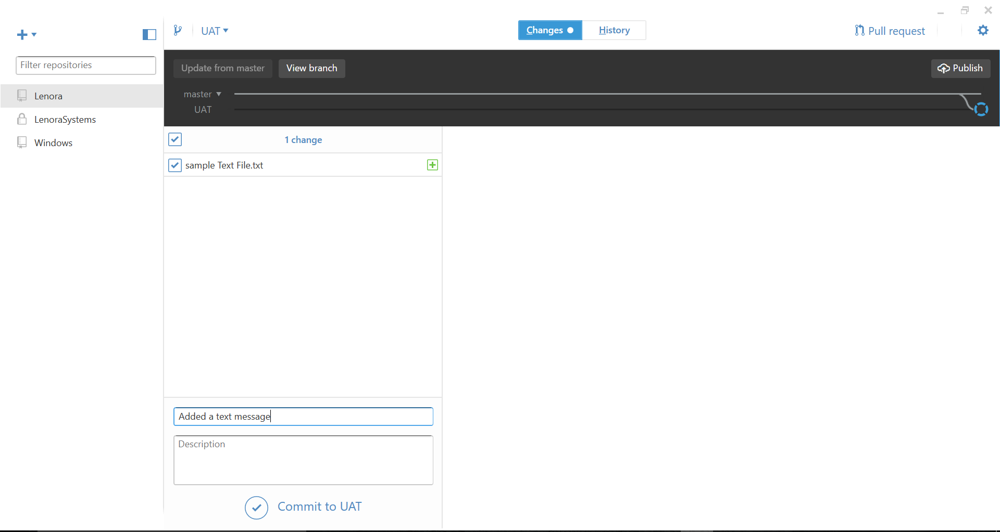 UAT
Changes
History
Pull request
Filter repositories
Lenora
LenoraSystems
Windows
Update from master
View branch
Publish
master
UAT
1 change
sample Text File.txt
Added a text message
Description
Commit to UAT